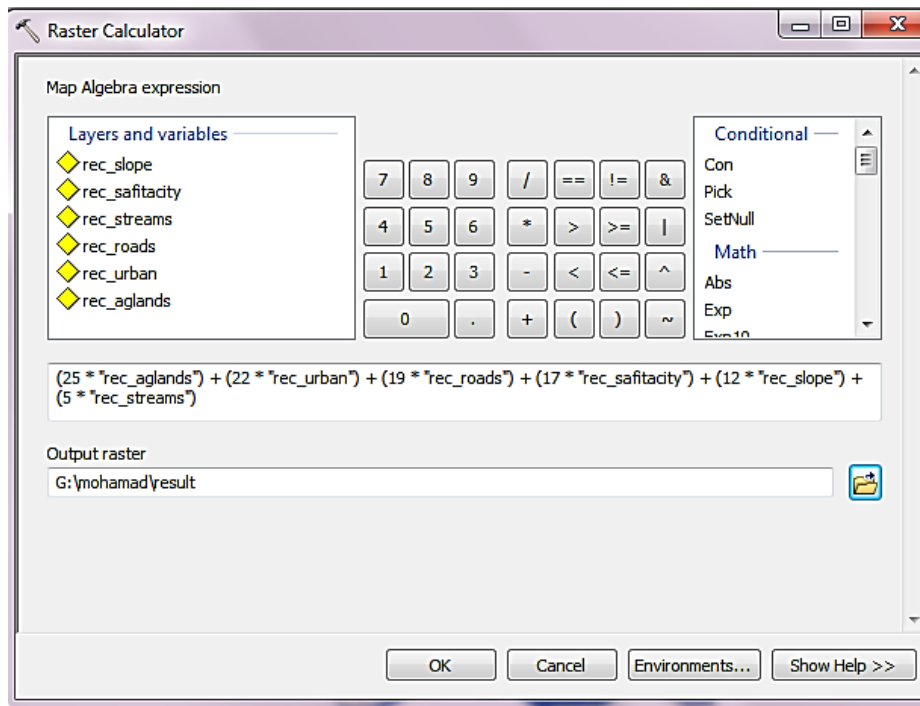 Raster Calculator
Map Algebra expression
Layers and variables
rec_slope
rec_safitacity
rec_streams
rec_roads
rec_urban
rec_aglands
7 8 9 / == != &
4 5 6 * > >= |
1 2 3 - < <= ^
0 . + ( ) ~
Conditional
Con
Pick
SetNull
Math
Abs
Exp
Exp10
(25 * "rec_aglands") + (22 * "rec_urban") + (19 * "rec_roads") + (17 * "rec_safitacity") + (12 * "rec_slope") +
(5 * "rec_streams")
Output raster
G:\mohamad\result
OK Cancel Environments... Show Help >>